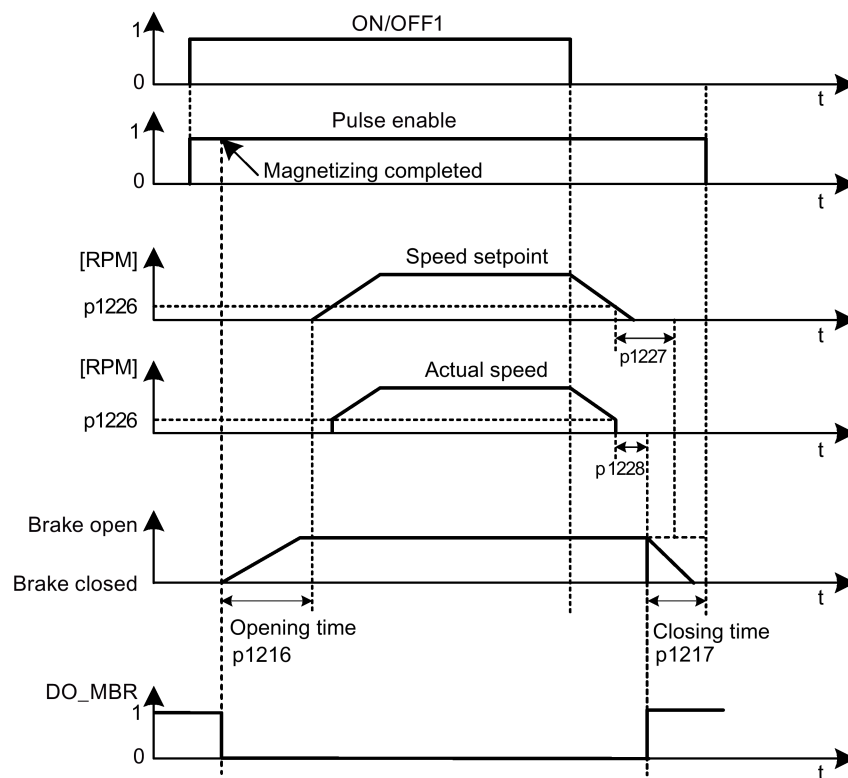 ON/OFF1
1
0
t
Pulse enable
1
Magnetizing completed
0
t
[RPM]
Speed setpoint
p1226
t
p1227
[RPM]
Actual speed
p1226
t
p1228
Brake open
Brake closed
t
Opening time
p1216
Closing time
p1217
DO_MBR
1
0
t